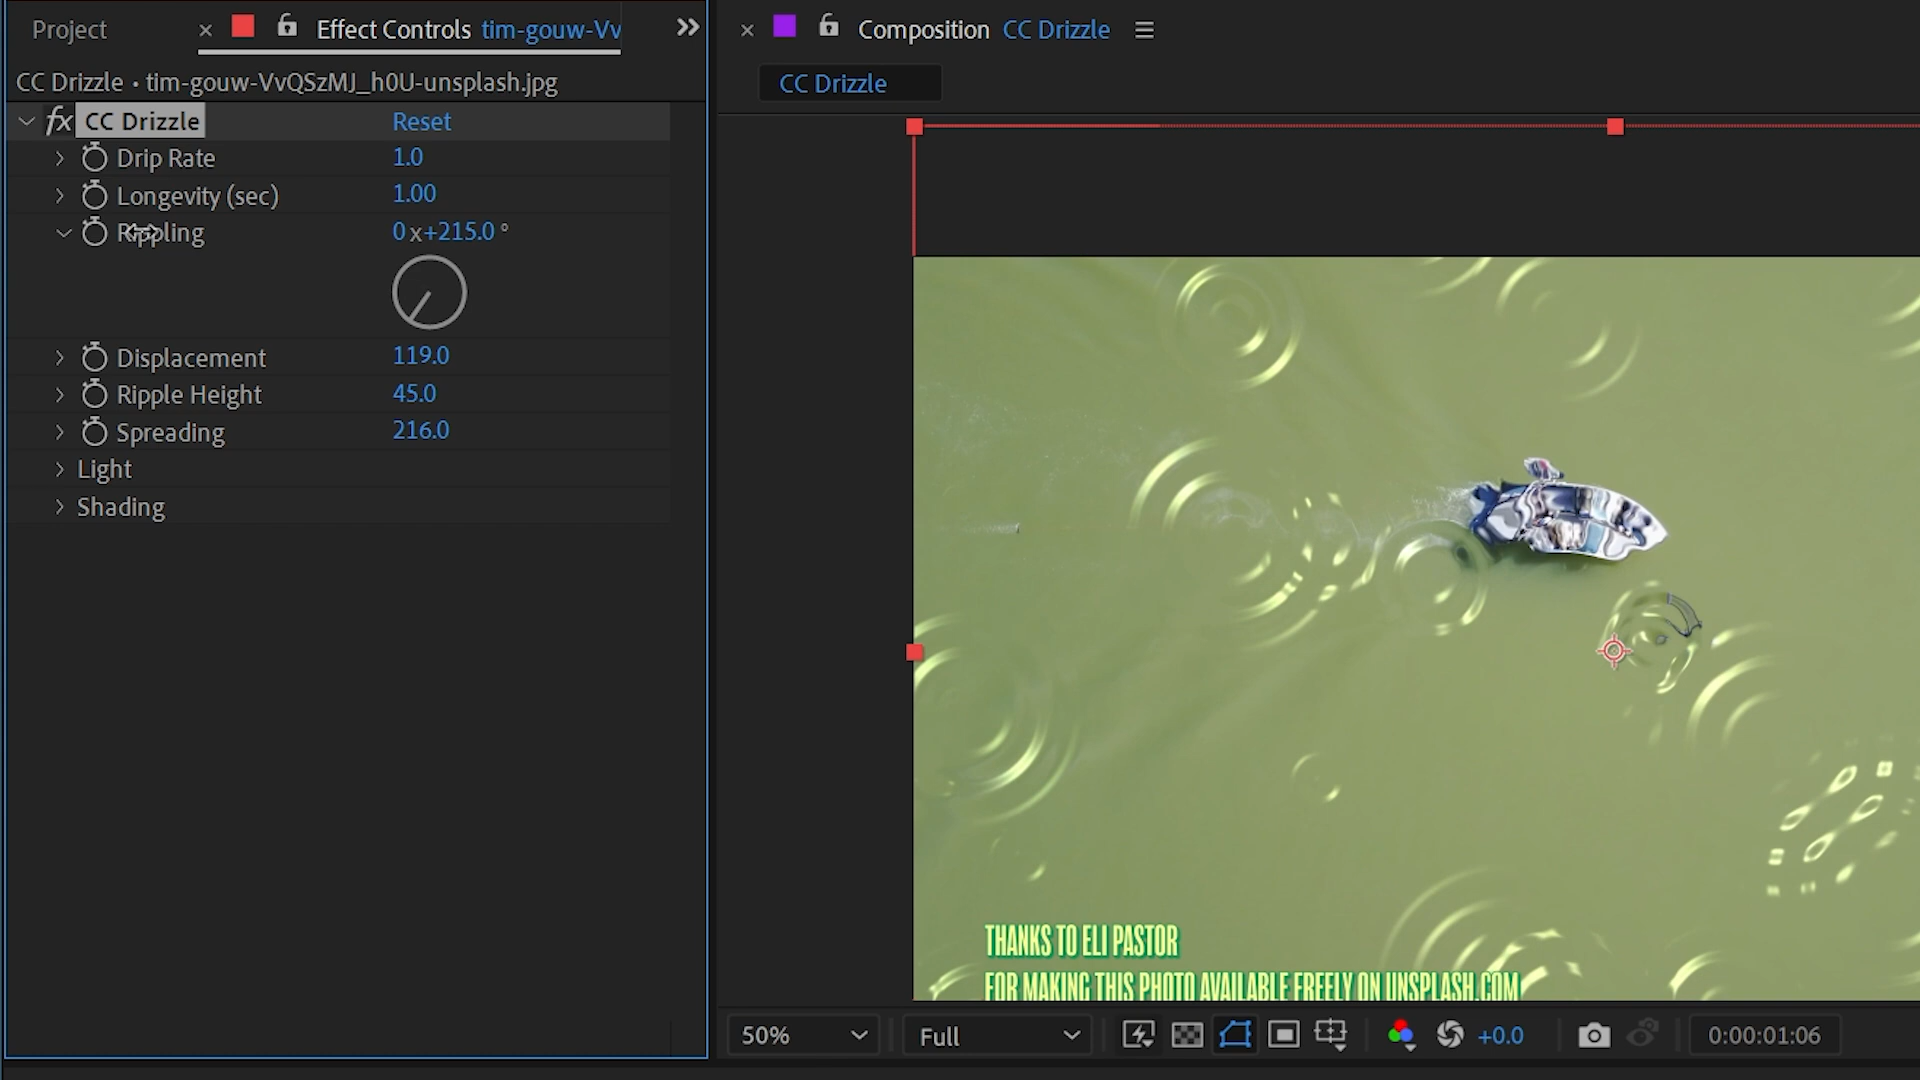 Project
× Effect Controls tim-gouw-Vv
CC Drizzle • tim-gouw-VvQSzMJ_h0U-unsplash.jpg
fx CC Drizzle Reset
Drip Rate 1.0
Longevity (sec) 1.00
Rippling 0 x+215.0 °
Displacement 119.0
Ripple Height 45.0
Spreading 216.0
Light
Shading
× Composition CC Drizzle
CC Drizzle
THANKS TO ELI PASTOR
FOR MAKING THIS PHOTO AVAILABLE FREELY ON UNSPLASH.COM
50% Full +0.0 0:00:01:06